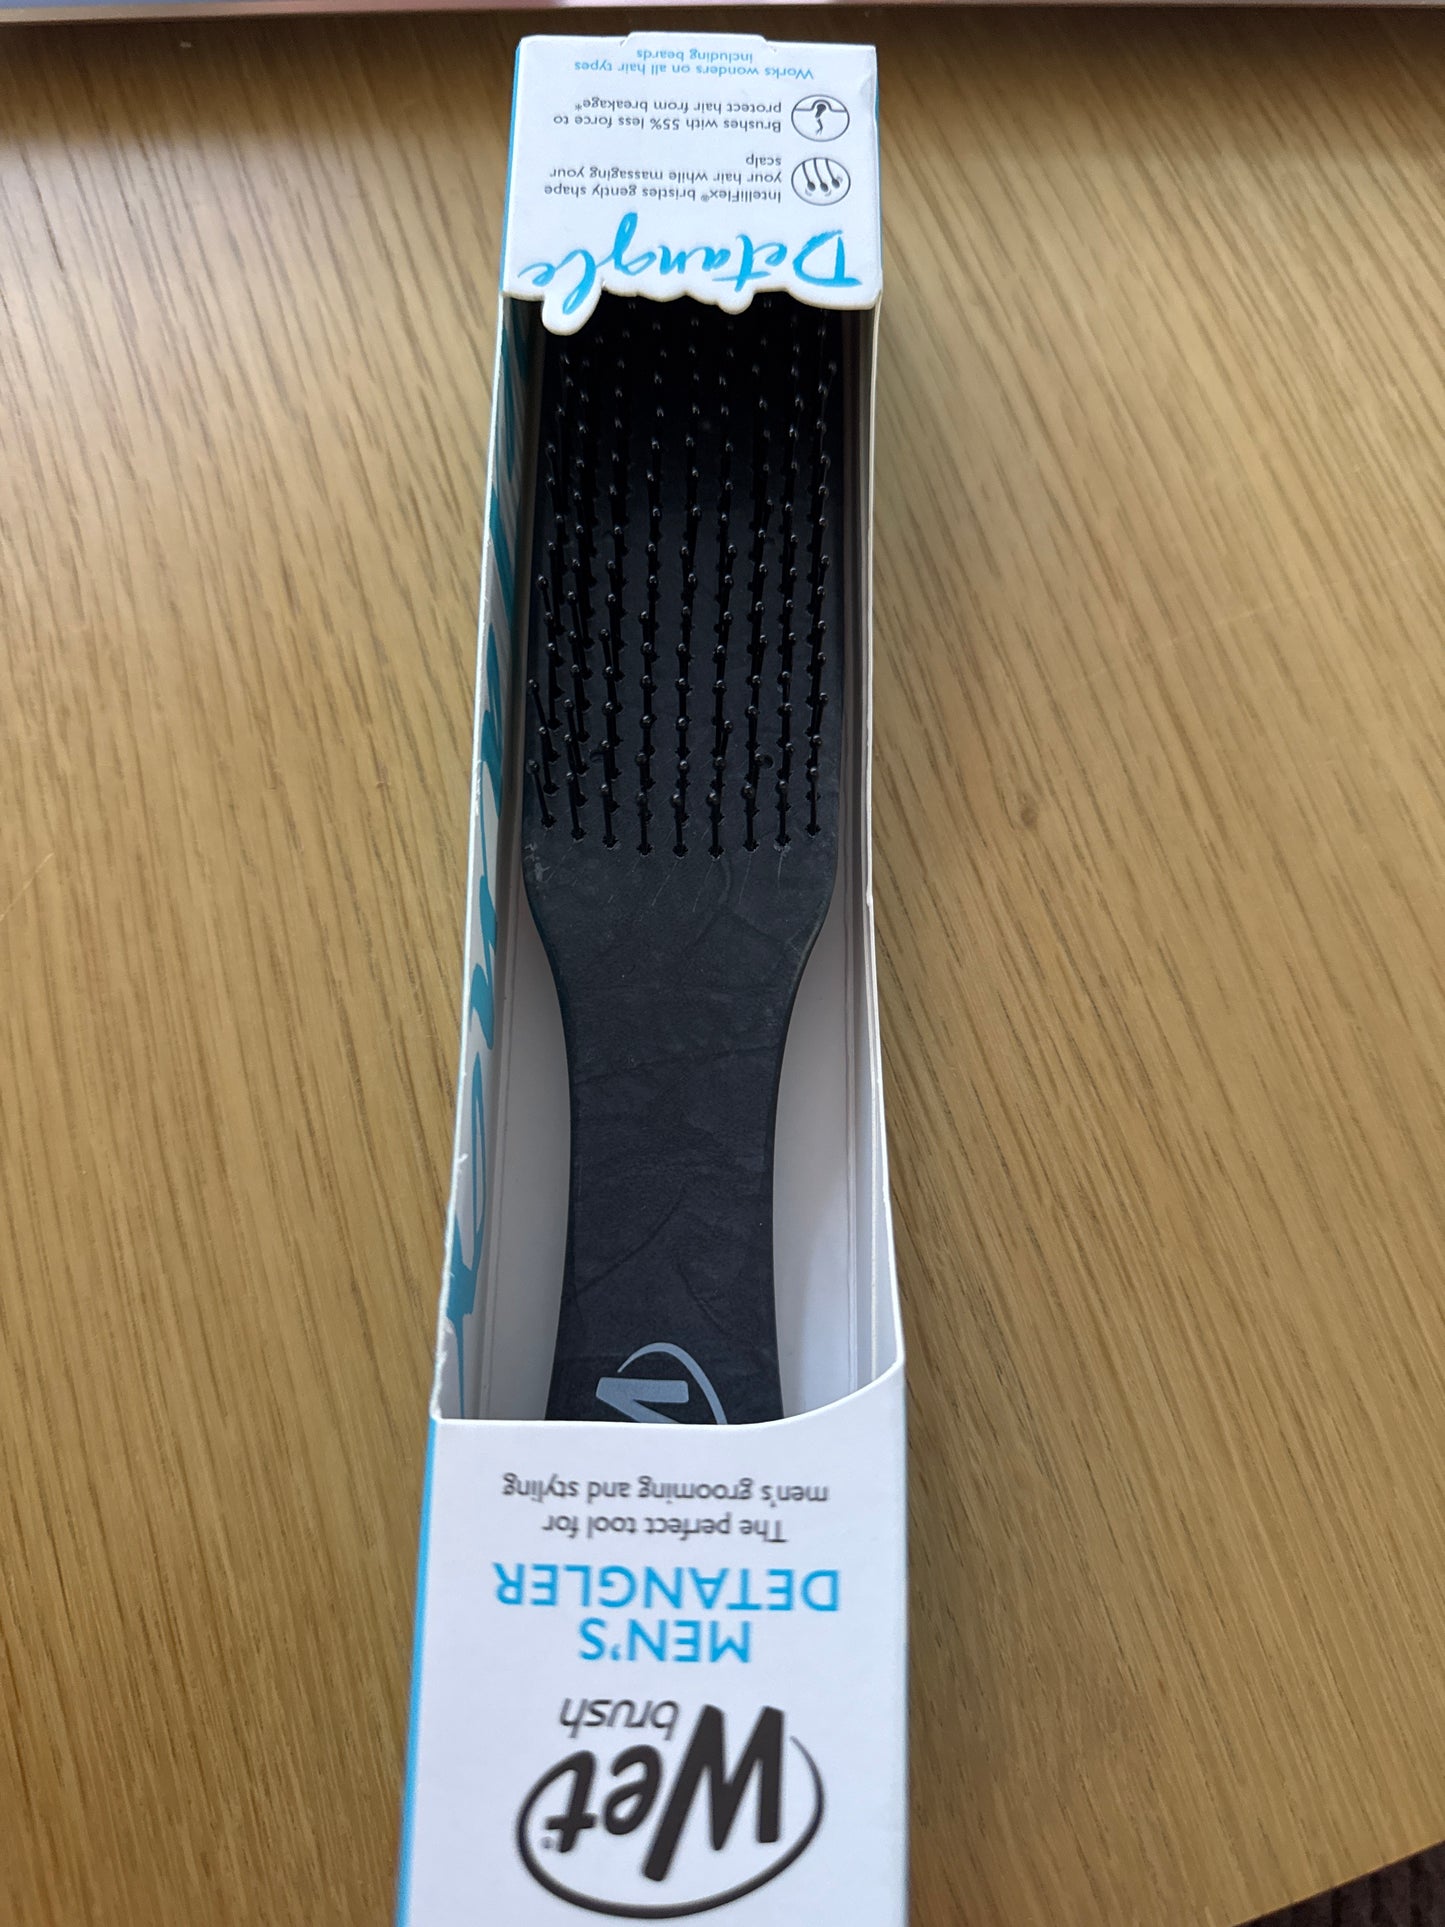 Wet
brush
MEN'S
DETANGLER
The perfect tool for
men's grooming and styling
Detangle
IntelliFlex® bristles gently shape
your hair while massaging your
scalp
Brushes with 55% less force to
protect hair from breakage*
Works wonders on all hair types
including beards